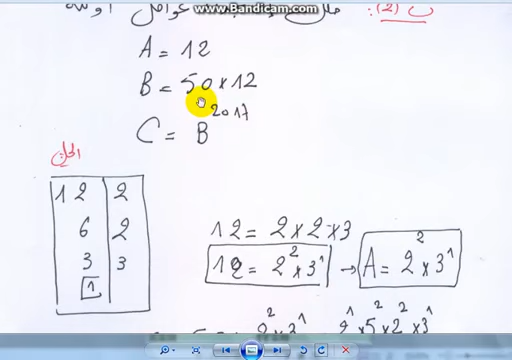 www.Bandicam.com
ت (2):
A = 12
B = 50 × 12
C = B^2017
الحل:
12 | 2
6 | 2
3 | 3
1
12 = 2 × 2 × 3
12 = 2^2 × 3^1 → A = 2^2 × 3^1